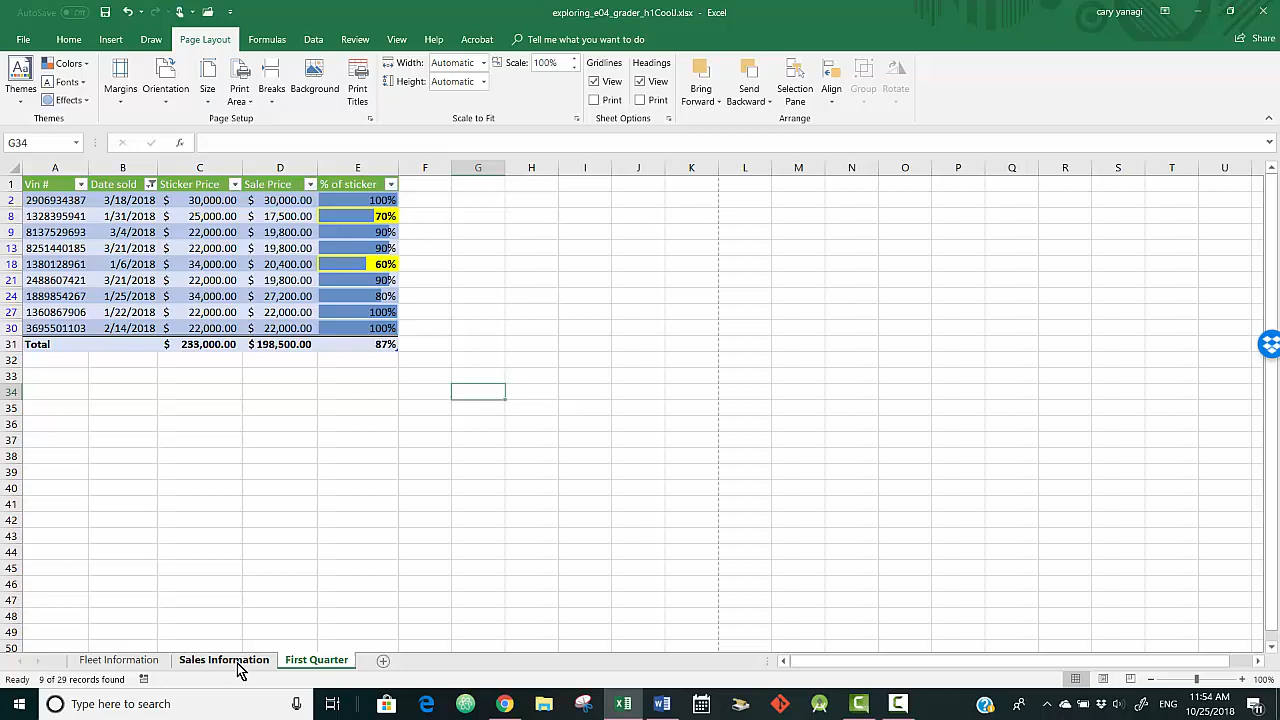 AutoSave Off
exploring_e04_grader_h1CoolJ.xlsx - Excel
cary yanagi
File Home Insert Draw Page Layout Formulas Data Review View Help Acrobat Tell me what you want to do Share
Themes Colors Fonts Effects Themes
Margins Orientation Size Print Area Breaks Background Print Titles Page Setup
Width: Automatic Height: Automatic Scale: 100% Scale to Fit
Gridlines View Print Headings View Print Sheet Options
Bring Forward Send Backward Selection Pane Align Group Rotate Arrange
G34 fx
A B C D E F G H I J K L M N O P Q R S T U
1 Vin # Date sold Sticker Price Sale Price % of sticker
2 2906934387 3/18/2018 $ 30,000.00 $ 30,000.00 100%
8 1328395941 1/31/2018 $ 25,000.00 $ 17,500.00 70%
9 8137529693 3/4/2018 $ 22,000.00 $ 19,800.00 90%
13 8251440185 3/21/2018 $ 22,000.00 $ 19,800.00 90%
18 1380128961 1/6/2018 $ 34,000.00 $ 20,400.00 60%
21 2488607421 3/21/2018 $ 22,000.00 $ 19,800.00 90%
24 1889854267 1/25/2018 $ 34,000.00 $ 27,200.00 80%
27 1360867906 1/22/2018 $ 22,000.00 $ 22,000.00 100%
30 3695501103 2/14/2018 $ 22,000.00 $ 22,000.00 100%
31 Total $ 233,000.00 $ 198,500.00 87%
32
33
34
35
36
37
38
39
40
41
42
43
44
45
46
47
48
49
50
Fleet Information Sales Information First Quarter
Ready 9 of 29 records found 100%
Type here to search
ENG
11:54 AM
10/25/2018